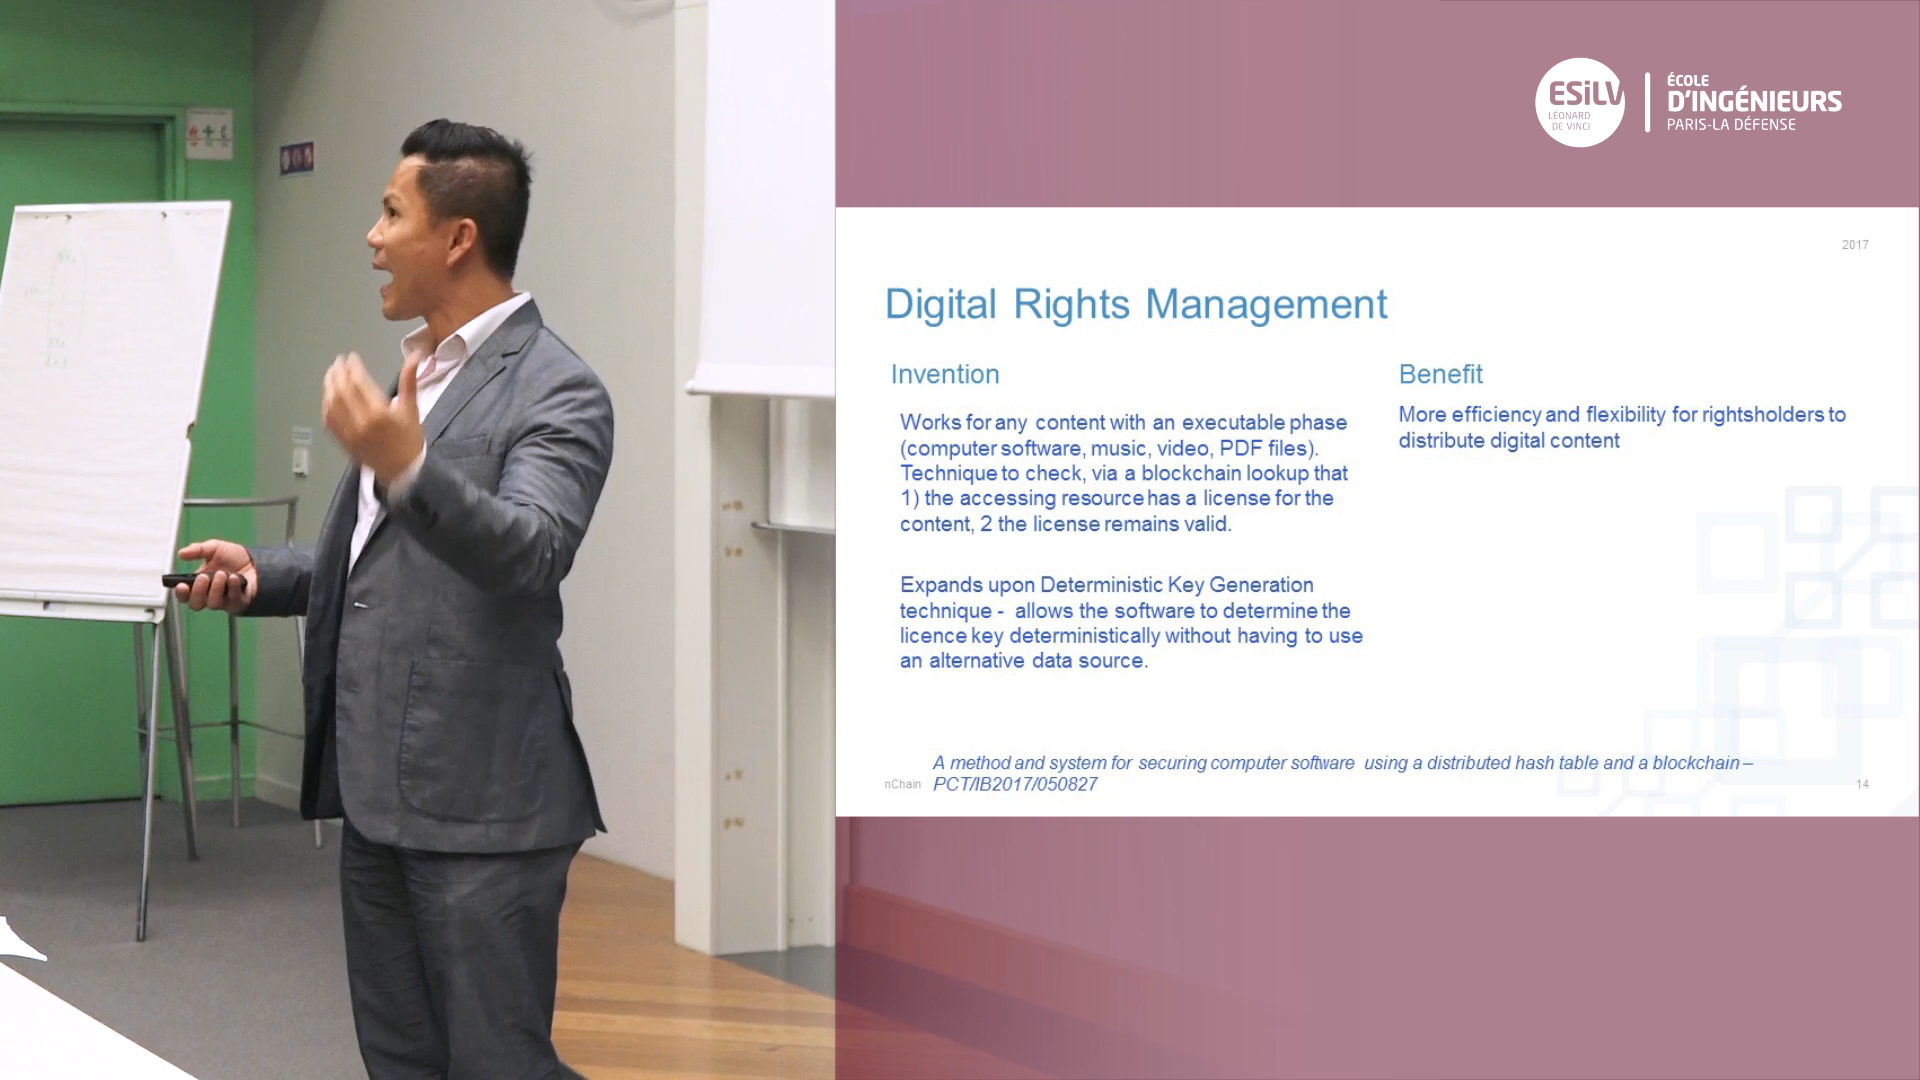 ESiLV
LÉONARD
DE VINCI
ÉCOLE
D'INGÉNIEURS
PARIS-LA DÉFENSE
2017
Digital Rights Management
Invention
Works for any content with an executable phase
(computer software, music, video, PDF files).
Technique to check, via a blockchain lookup that
1) the accessing resource has a license for the
content, 2 the license remains valid.
Expands upon Deterministic Key Generation
technique - allows the software to determine the
licence key deterministically without having to use
an alternative data source.
Benefit
More efficiency and flexibility for rightsholders to
distribute digital content
A method and system for securing computer software using a distributed hash table and a blockchain –
PCT/IB2017/050827
nChain
14